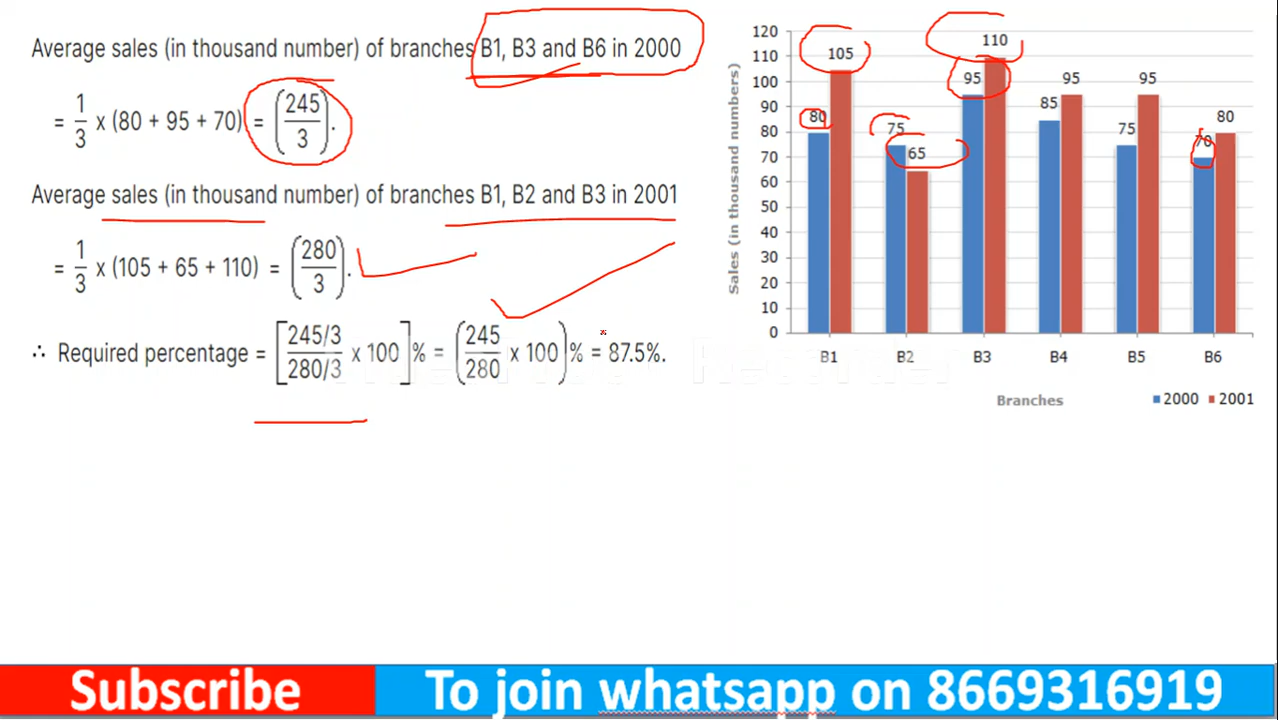 Average sales (in thousand number) of branches B1, B3 and B6 in 2000
= 1/3 x (80 + 95 + 70) = (245/3).
Average sales (in thousand number) of branches B1, B2 and B3 in 2001
= 1/3 x (105 + 65 + 110) = (280/3).
∴ Required percentage = [245/3 / 280/3 x 100] % = (245/280 x 100) % = 87.5%.
Sales (in thousand numbers)
120
110
100
90
80
70
60
50
40
30
20
10
0
80 105
75 65
95 110
85 95
75 95
70 80
B1 B2 B3 B4 B5 B6
Branches
2000 2001
Recorder
Subscribe
To join whatsapp on 8669316919